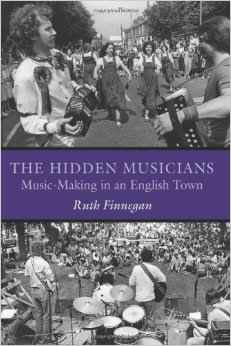 THE HIDDEN MUSICIANS
Music-Making in an English Town
Ruth Finnegan